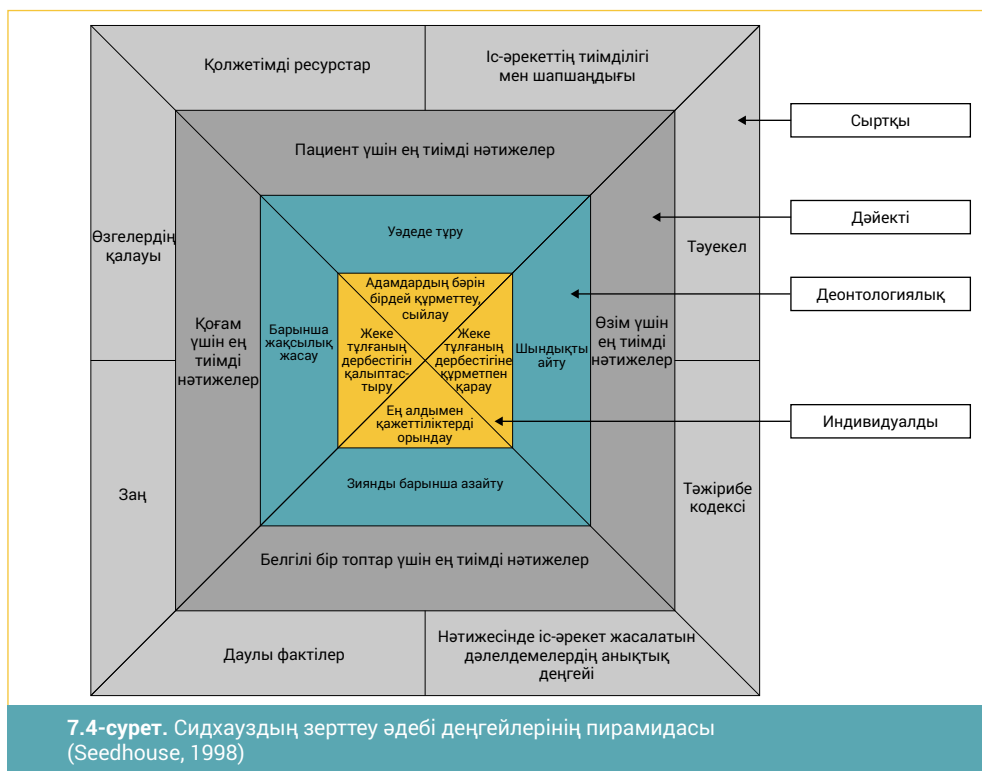 Қолжетімді ресурстар
Іс-әрекеттің тиімділігі
мен шапшаңдығы
Сыртқы
Пациент үшін ең тиімді нәтижелер
Дәйекті
Өзгелердің
қалауы
Уәдеде тұру
Тәуекел
Деонтологиялық
Адамдардың бәрін
бірдей құрметтеу,
сыйлау
Қоғам
үшін ең
тиімді
нәтижелер
Барынша
жақсылық
жасау
Жеке
тұлғаның
дербестігін
қалыптас-
тыру
Жеке
тұлғаның
дербестігіне
құрметпен
қарау
Шындықты
айту
Өзім үшін
ең тиімді
нәтижелер
Ең алдымен
қажеттіліктерді
орындау
Индивидуалды
Заң
Зиянды барынша азайту
Тәжірибе
кодексі
Белгілі бір топтар үшін ең тиімді нәтижелер
Даулы фактілер
Нәтижесінде іс-әрекет жасалатын
дәлелдемелердің анықтық
деңгейі
7.4-сурет. Сидхауздың зерттеу әдебі деңгейлерінің пирамидасы
(Seedhouse, 1998)